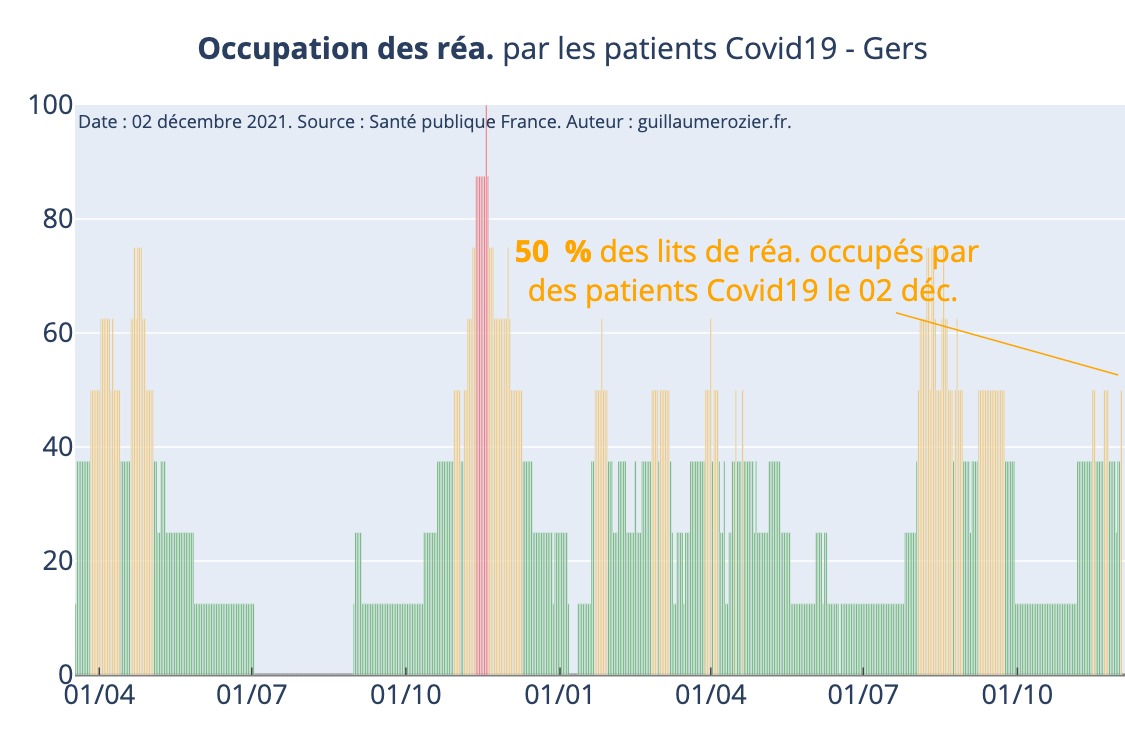 Occupation des réa. par les patients Covid19 - Gers
100
Date : 02 décembre 2021. Source : Santé publique France. Auteur : guillaumerozier.fr.
80
50  % des lits de réa. occupés par
des patients Covid19 le 02 déc.
60
40
20
0
01/04 01/07 01/10 01/01 01/04 01/07 01/10